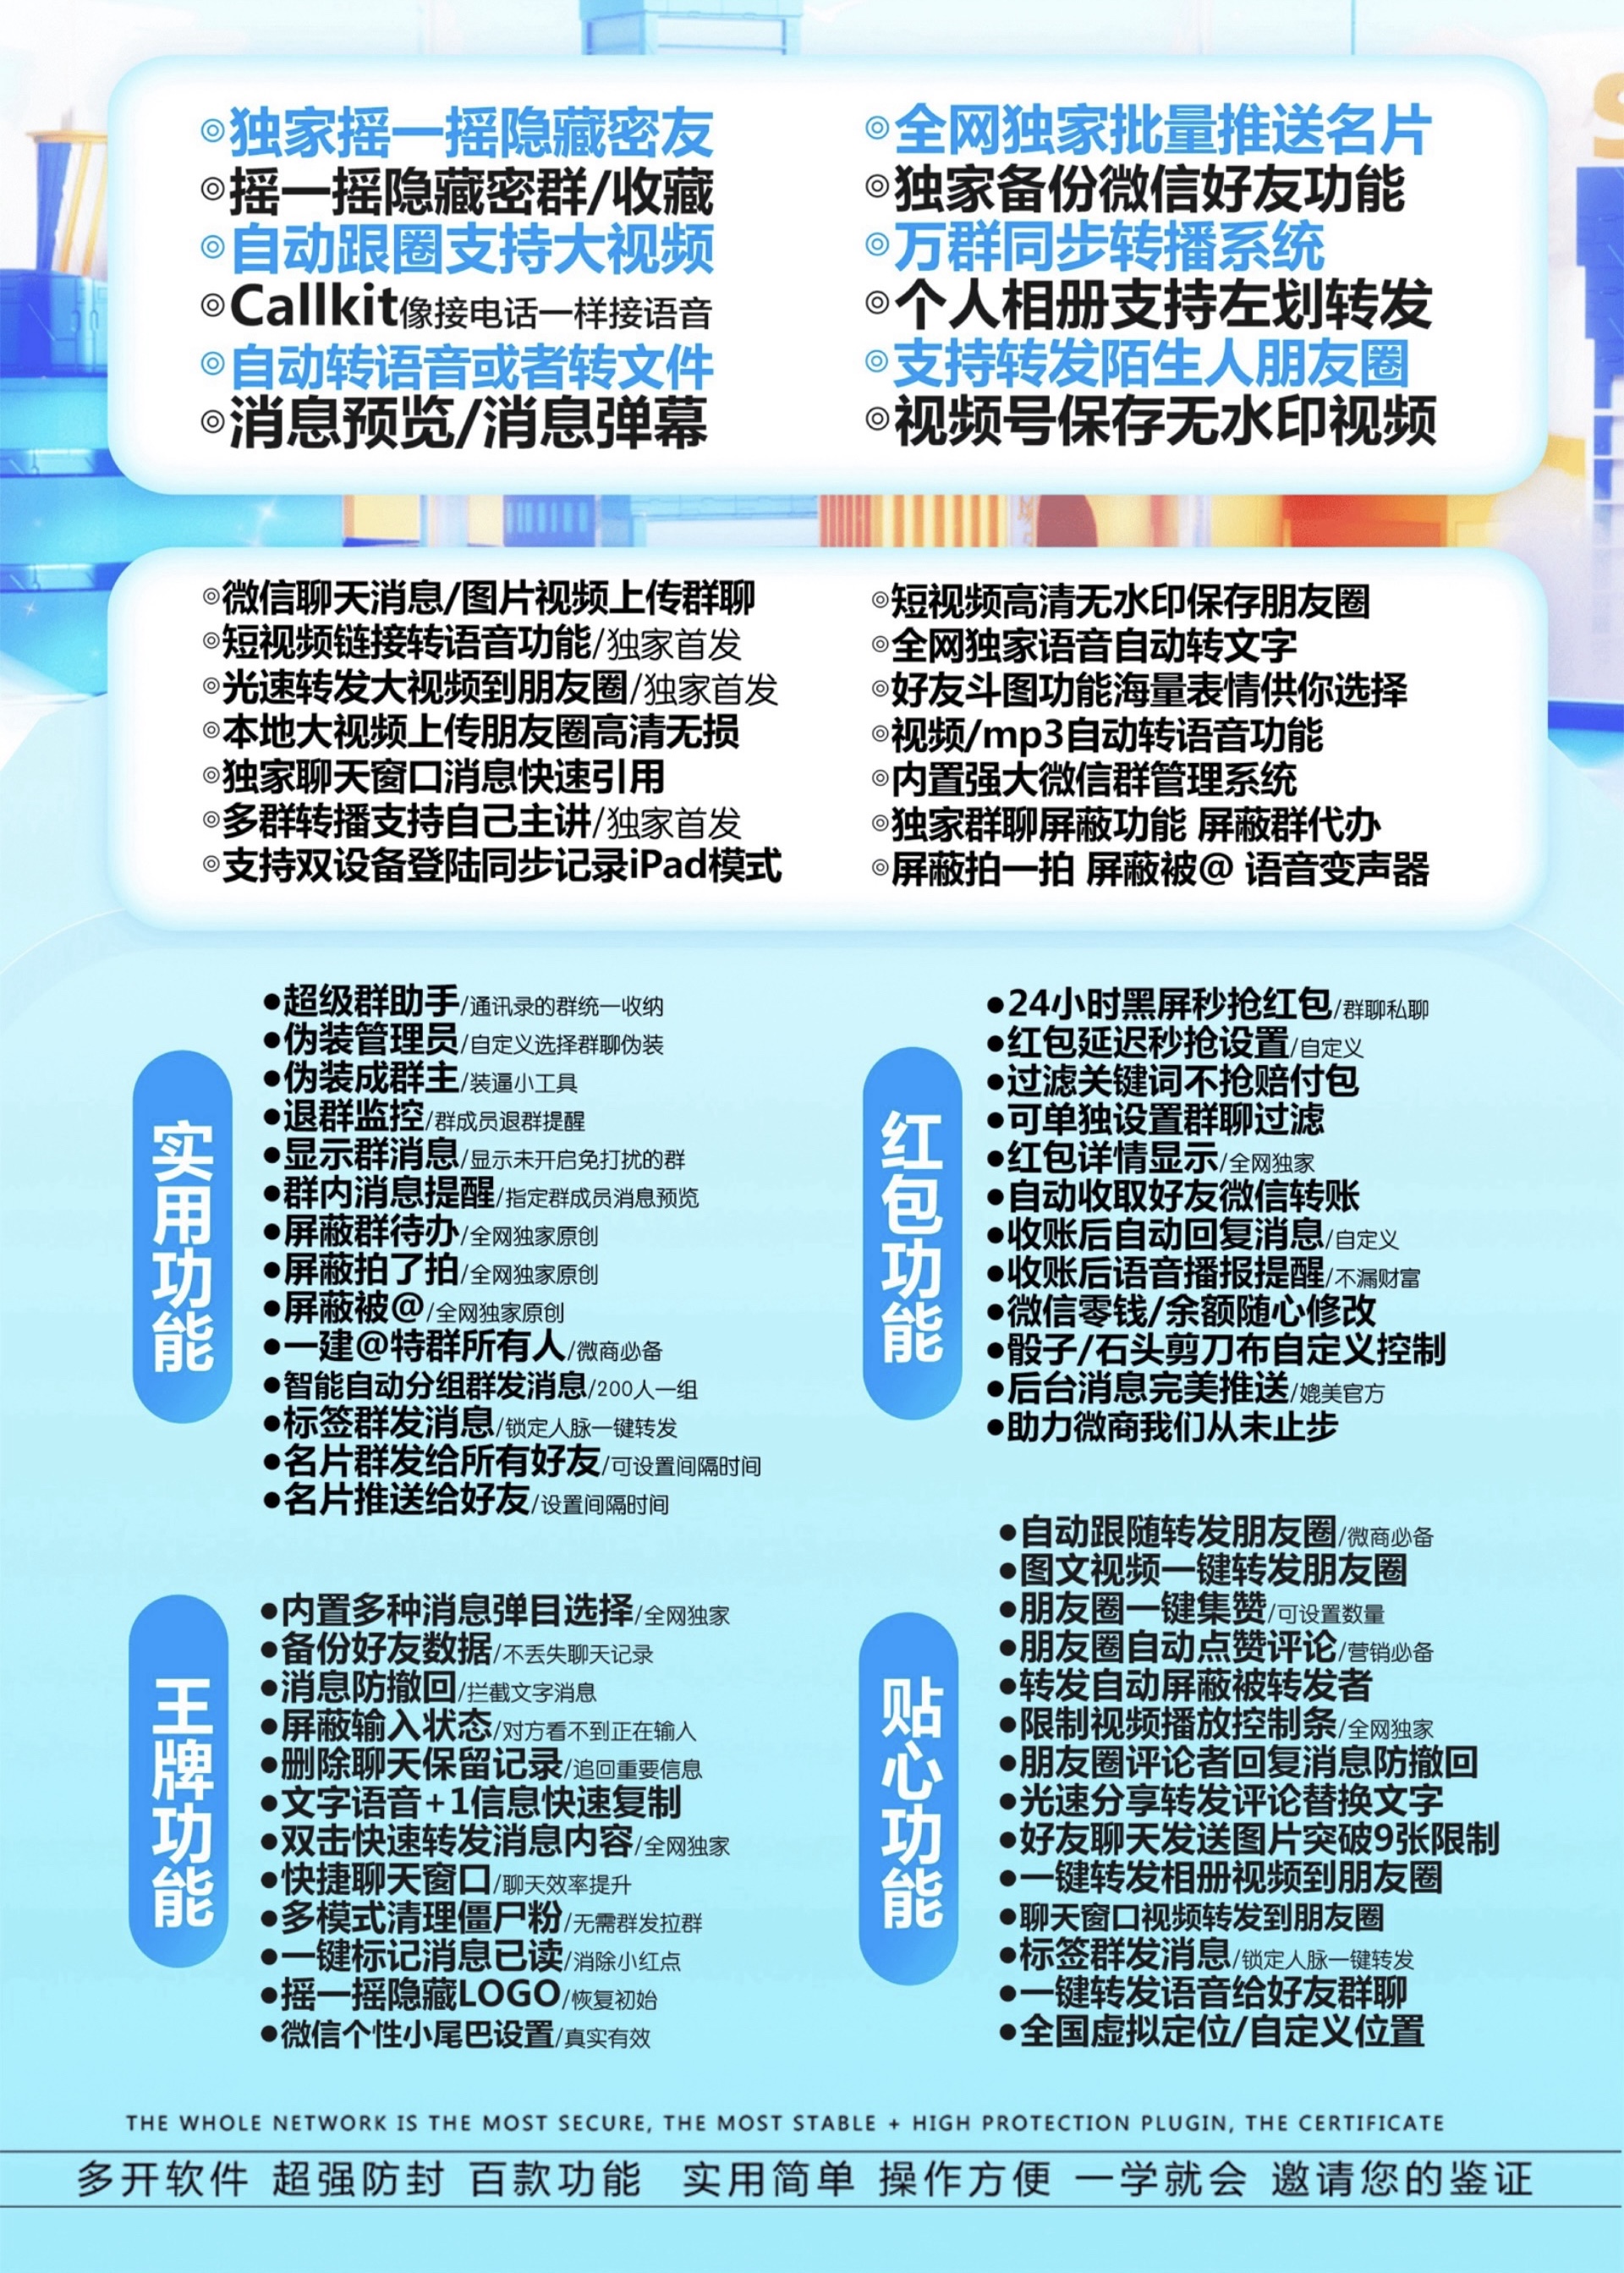 ◎独家摇一摇隐藏密友
◎摇一摇隐藏密群/收藏
◎自动跟圈支持大视频
◎Callkit像接电话一样接语音
◎自动转语音或者转文件
◎消息预览/消息弹幕
◎全网独家批量推送名片
◎独家备份微信好友功能
◎万群同步转播系统
◎个人相册支持左划转发
◎支持转发陌生人朋友圈
◎视频号保存无水印视频
◎微信聊天消息/图片视频上传群聊
◎短视频链接转语音功能/独家首发
◎光速转发大视频到朋友圈/独家首发
◎本地大视频上传朋友圈高清无损
◎独家聊天窗口消息快速引用
◎多群转播支持自己主讲/独家首发
◎支持双设备登陆同步记录iPad模式
◎短视频高清无水印保存朋友圈
◎全网独家语音自动转文字
◎好友斗图功能海量表情供你选择
◎视频/mp3自动转语音功能
◎内置强大微信群管理系统
◎独家群聊屏蔽功能 屏蔽群代办
◎屏蔽拍一拍 屏蔽被@ 语音变声器
实用功能
●超级群助手/通讯录的群统一收纳
●伪装管理员/自定义选择群聊伪装
●伪装成群主/装逼小工具
●退群监控/群成员退群提醒
●显示群消息/显示未开启免打扰的群
●群内消息提醒/指定群成员消息预览
●屏蔽群待办/全网独家原创
●屏蔽拍了拍/全网独家原创
●屏蔽被@/全网独家原创
●一建@特群所有人/微商必备
●智能自动分组群发消息/200人一组
●标签群发消息/锁定人脉一键转发
●名片群发给所有好友/可设置间隔时间
●名片推送给好友/设置间隔时间
红包功能
●24小时黑屏秒抢红包/群聊私聊
●红包延迟秒抢设置/自定义
●过滤关键词不抢赔付包
●可单独设置群聊过滤
●红包详情显示/全网独家
●自动收取好友微信转账
●收账后自动回复消息/自定义
●收账后语音播报提醒/不漏财富
●微信零钱/余额随心修改
●骰子/石头剪刀布自定义控制
●后台消息完美推送/媲美官方
●助力微商我们从未止步
王牌功能
●内置多种消息弹目选择/全网独家
●备份好友数据/不丢失聊天记录
●消息防撤回/拦截文字消息
●屏蔽输入状态/对方看不到正在输入
●删除聊天保留记录/追回重要信息
●文字语音+1信息快速复制
●双击快速转发消息内容/全网独家
●快捷聊天窗口/聊天效率提升
●多模式清理僵尸粉/无需群发拉群
●一键标记消息已读/消除小红点
●摇一摇隐藏LOGO/恢复初始
●微信个性小尾巴设置/真实有效
贴心功能
●自动跟随转发朋友圈/微商必备
●图文视频一键转发朋友圈
●朋友圈一键集赞/可设置数量
●朋友圈自动点赞评论/营销必备
●转发自动屏蔽被转发者
●限制视频播放控制条/全网独家
●朋友圈评论者回复消息防撤回
●光速分享转发评论替换文字
●好友聊天发送图片突破9张限制
●一键转发相册视频到朋友圈
●聊天窗口视频转发到朋友圈
●标签群发消息/锁定人脉一键转发
●一键转发语音给好友群聊
●全国虚拟定位/自定义位置
THE WHOLE NETWORK IS THE MOST SECURE, THE MOST STABLE + HIGH PROTECTION PLUGIN, THE CERTIFICATE
多开软件 超强防封 百款功能 实用简单 操作方便 一学就会 邀请您的鉴证